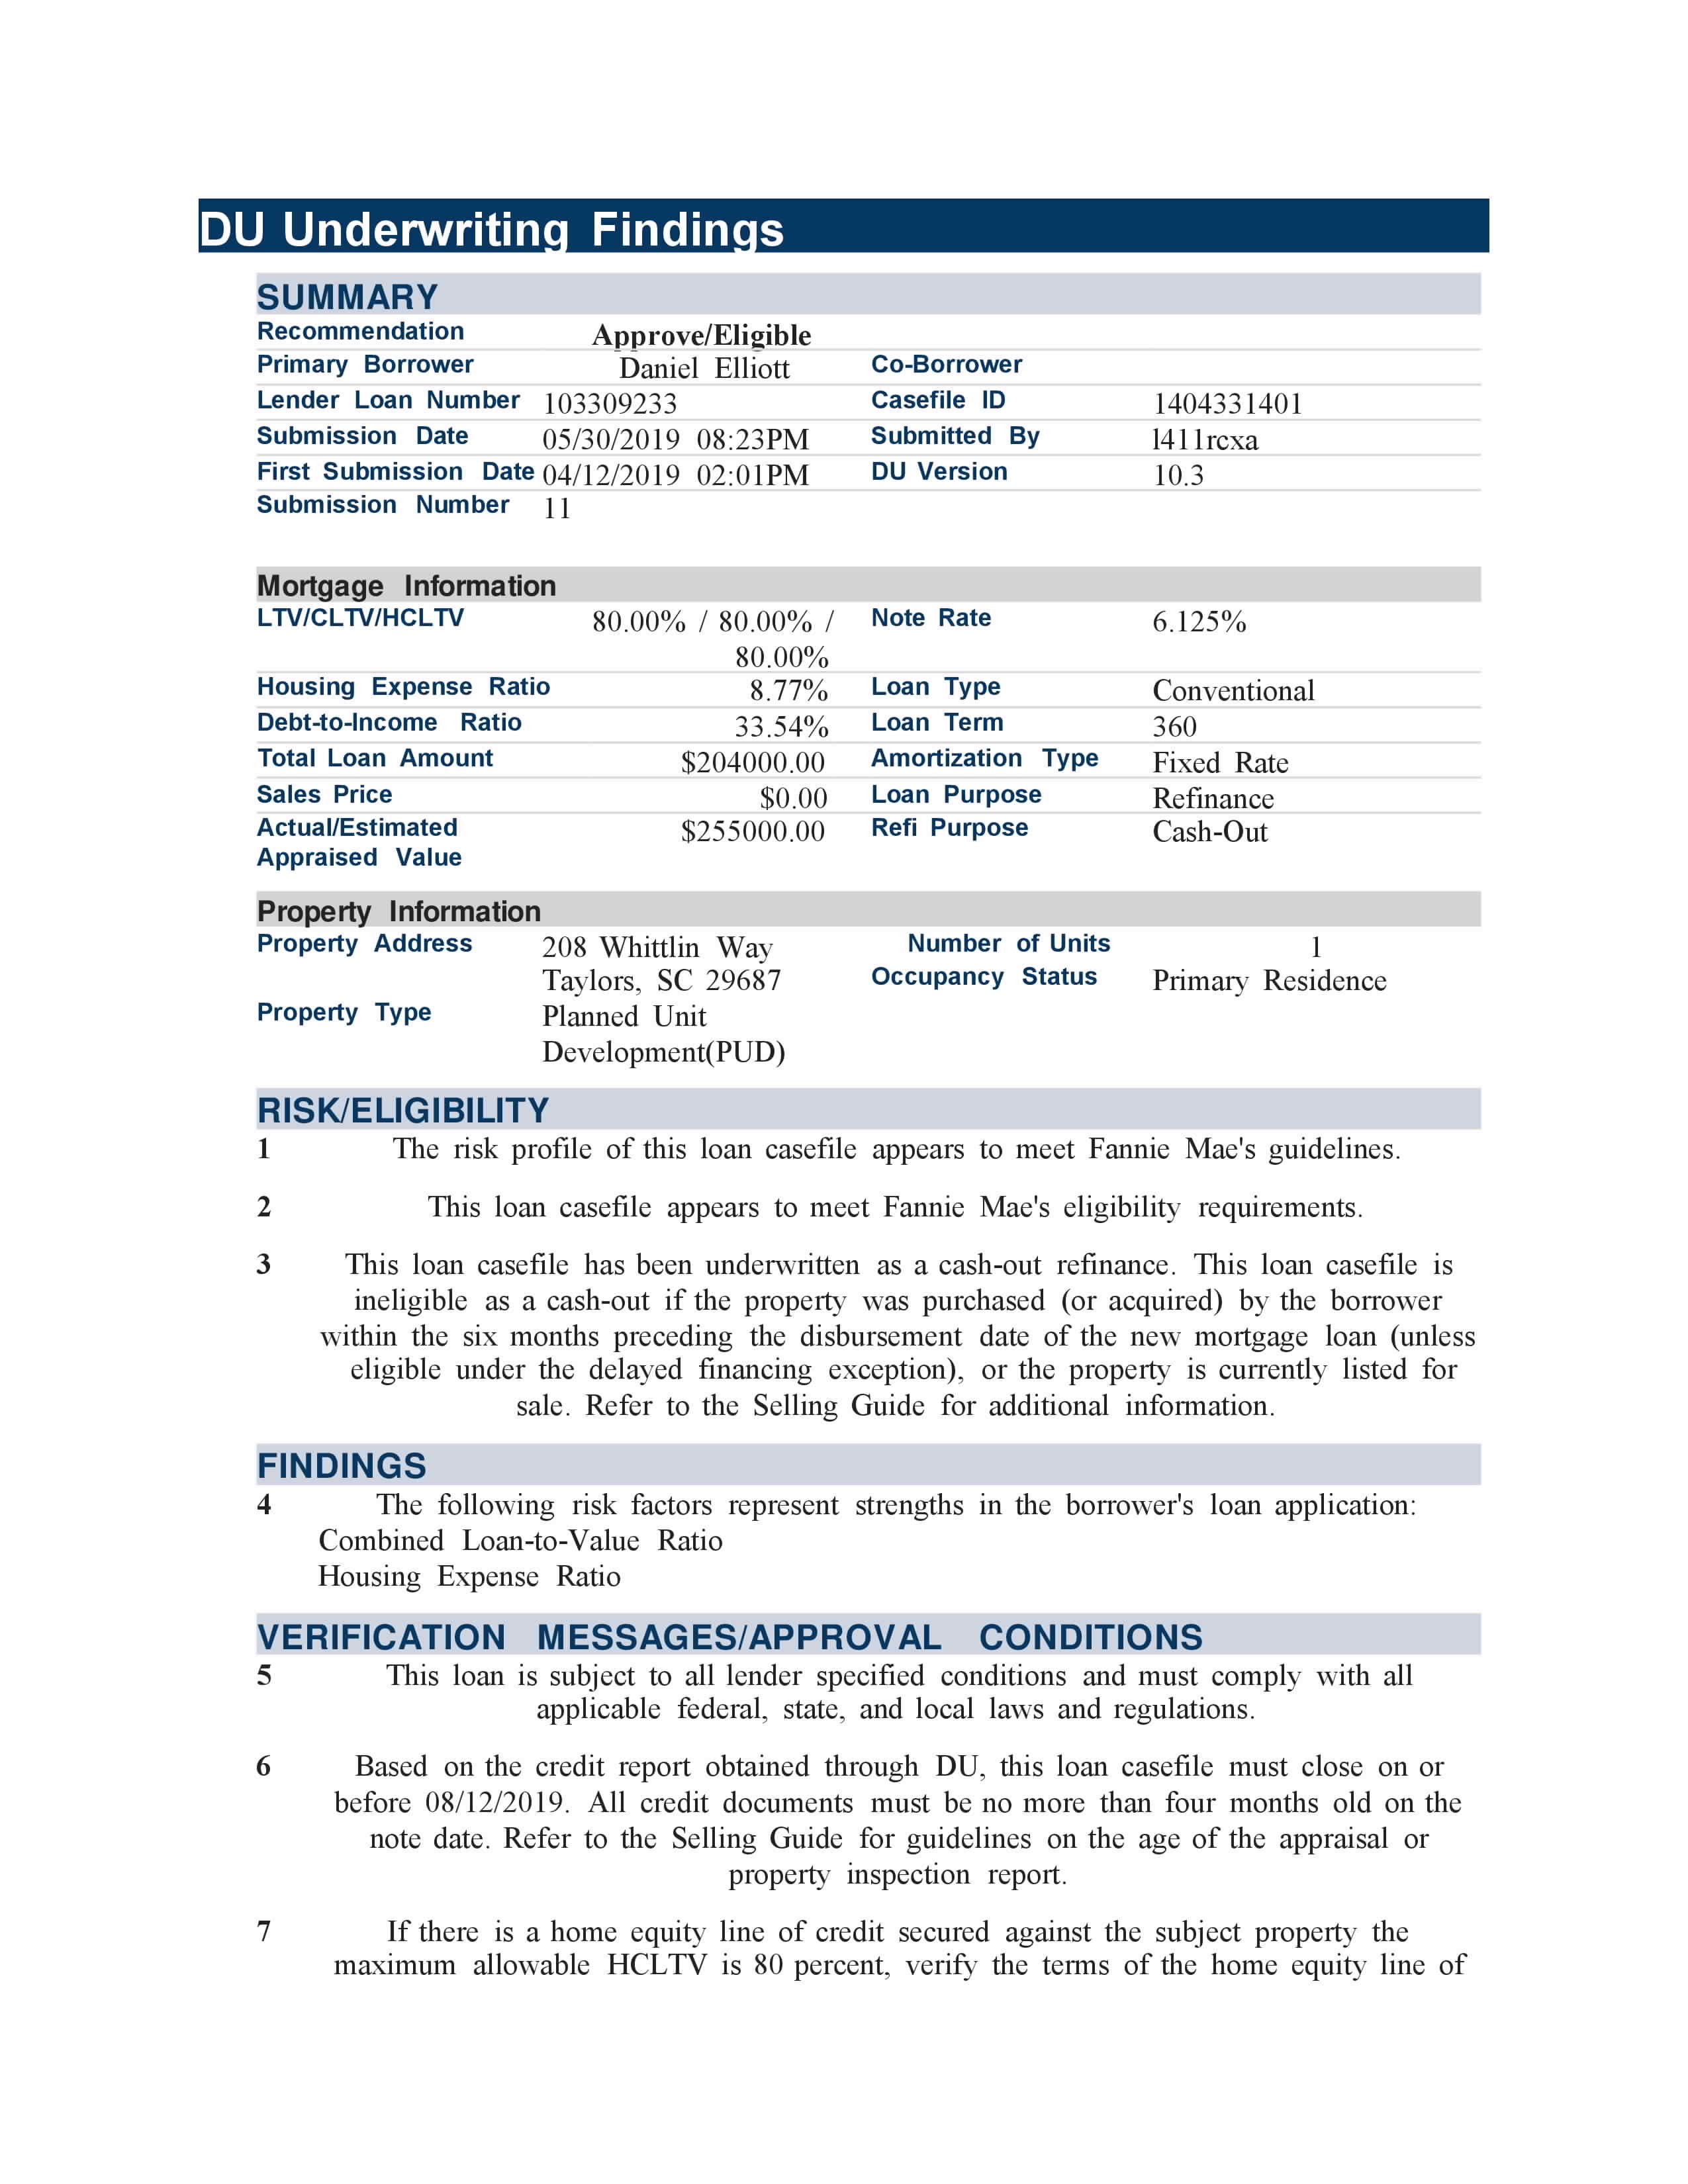 DU Underwriting Findings
SUMMARY
Recommendation Approve/Eligible
Primary Borrower Daniel Elliott Co-Borrower
Lender Loan Number 103309233 Casefile ID 1404331401
Submission Date 05/30/2019 08:23PM Submitted By l411rcxa
First Submission Date 04/12/2019 02:01PM DU Version 10.3
Submission Number 11
Mortgage Information
LTV/CLTV/HCLTV 80.00% / 80.00% / Note Rate 6.125%
80.00%
Housing Expense Ratio 8.77% Loan Type Conventional
Debt-to-Income Ratio 33.54% Loan Term 360
Total Loan Amount $204000.00 Amortization Type Fixed Rate
Sales Price $0.00 Loan Purpose Refinance
Actual/Estimated $255000.00 Refi Purpose Cash-Out
Appraised Value
Property Information
Property Address 208 Whittlin Way Number of Units 1
Taylors, SC 29687 Occupancy Status Primary Residence
Property Type Planned Unit
Development(PUD)
RISK/ELIGIBILITY
1 The risk profile of this loan casefile appears to meet Fannie Mae's guidelines.
2 This loan casefile appears to meet Fannie Mae's eligibility requirements.
3 This loan casefile has been underwritten as a cash-out refinance. This loan casefile is
ineligible as a cash-out if the property was purchased (or acquired) by the borrower
within the six months preceding the disbursement date of the new mortgage loan (unless
eligible under the delayed financing exception), or the property is currently listed for
sale. Refer to the Selling Guide for additional information.
FINDINGS
4 The following risk factors represent strengths in the borrower's loan application:
Combined Loan-to-Value Ratio
Housing Expense Ratio
VERIFICATION MESSAGES/APPROVAL CONDITIONS
5 This loan is subject to all lender specified conditions and must comply with all
applicable federal, state, and local laws and regulations.
6 Based on the credit report obtained through DU, this loan casefile must close on or
before 08/12/2019. All credit documents must be no more than four months old on the
note date. Refer to the Selling Guide for guidelines on the age of the appraisal or
property inspection report.
7 If there is a home equity line of credit secured against the subject property the
maximum allowable HCLTV is 80 percent, verify the terms of the home equity line of